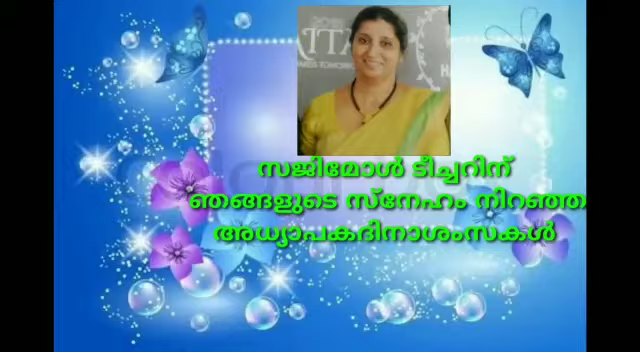 സജിമോൾ ടീച്ചറിന്
ഞങ്ങളുടെ സ്നേഹം നിറഞ്ഞ
അധ്യാപകദിനാശംസകൾ